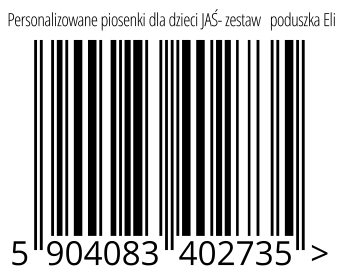 Personalizowane piosenki dla dzieci JAŚ- zestaw poduszka Eli
5 904083 402735 >